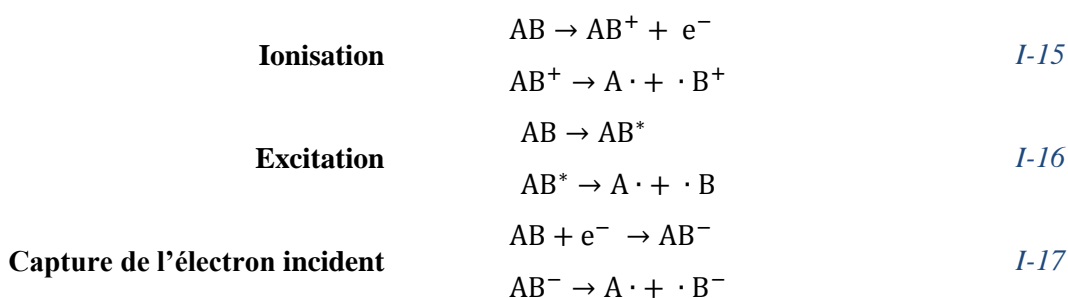 AB → AB⁺ + e⁻
Ionisation I-15
AB⁺ → A · + · B⁺
AB → AB*
Excitation I-16
AB* → A · + · B
AB + e⁻ → AB⁻
Capture de l’électron incident I-17
AB⁻ → A · + · B⁻